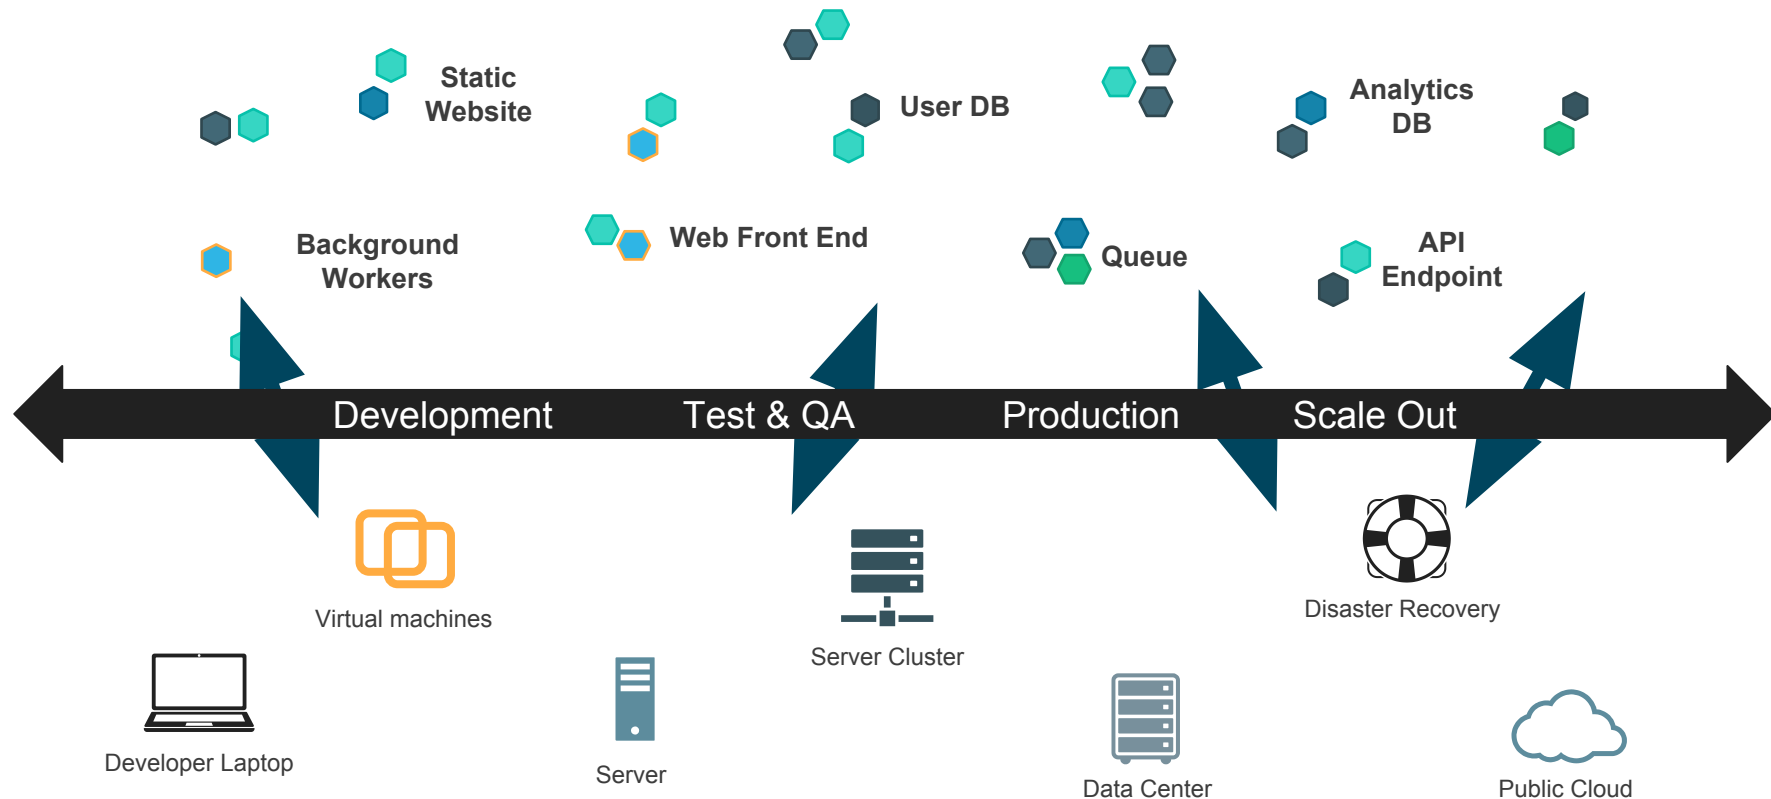 Static
Website
User DB
Analytics
DB
Background
Workers
Web Front End
Queue
API
Endpoint
Development
Test & QA
Production
Scale Out
Virtual machines
Server Cluster
Disaster Recovery
Developer Laptop
Server
Data Center
Public Cloud